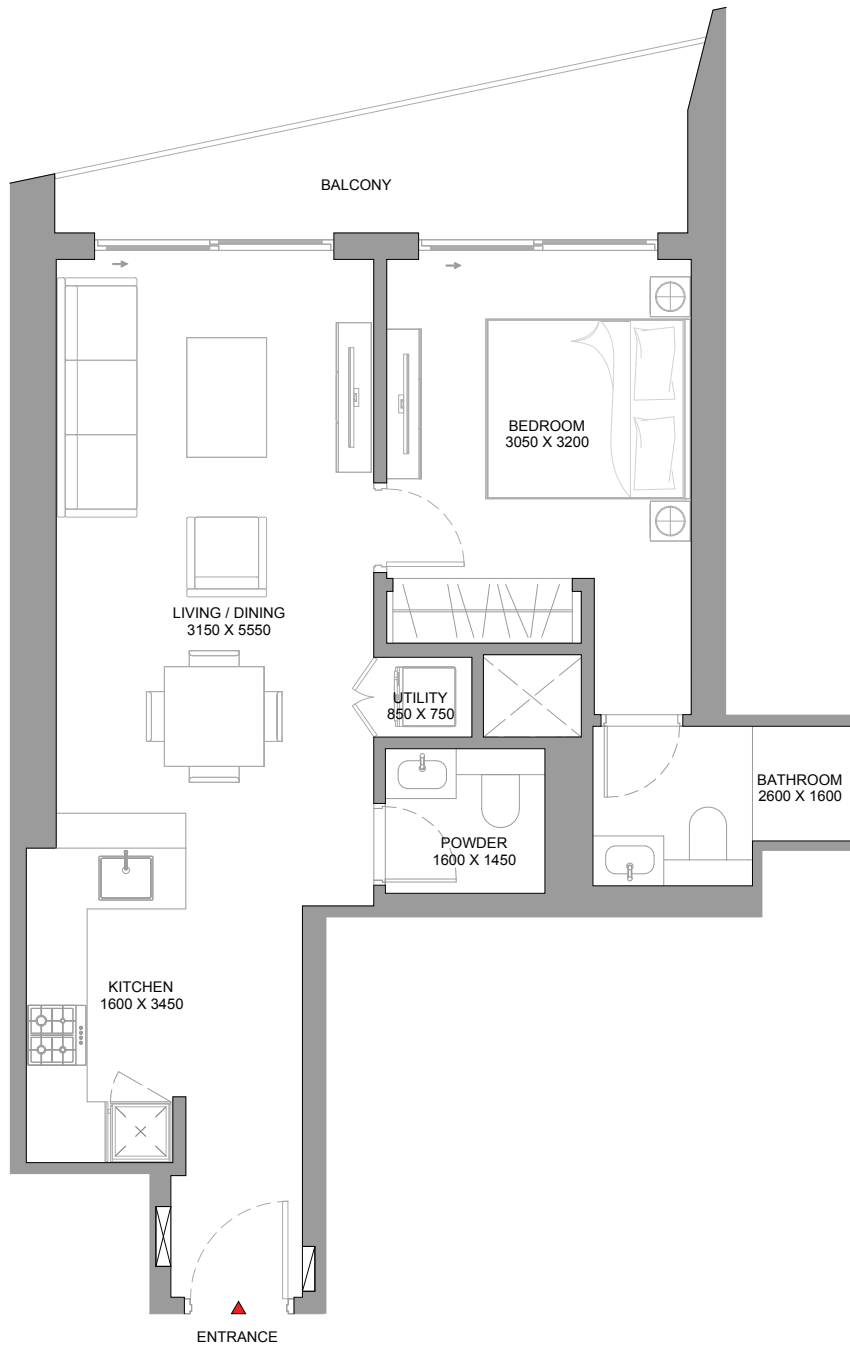 BALCONY
BEDROOM
3050 X 3200
LIVING / DINING
3150 X 5550
UTILITY
850 X 750
BATHROOM
2600 X 1600
POWDER
1600 X 1450
KITCHEN
1600 X 3450
ENTRANCE